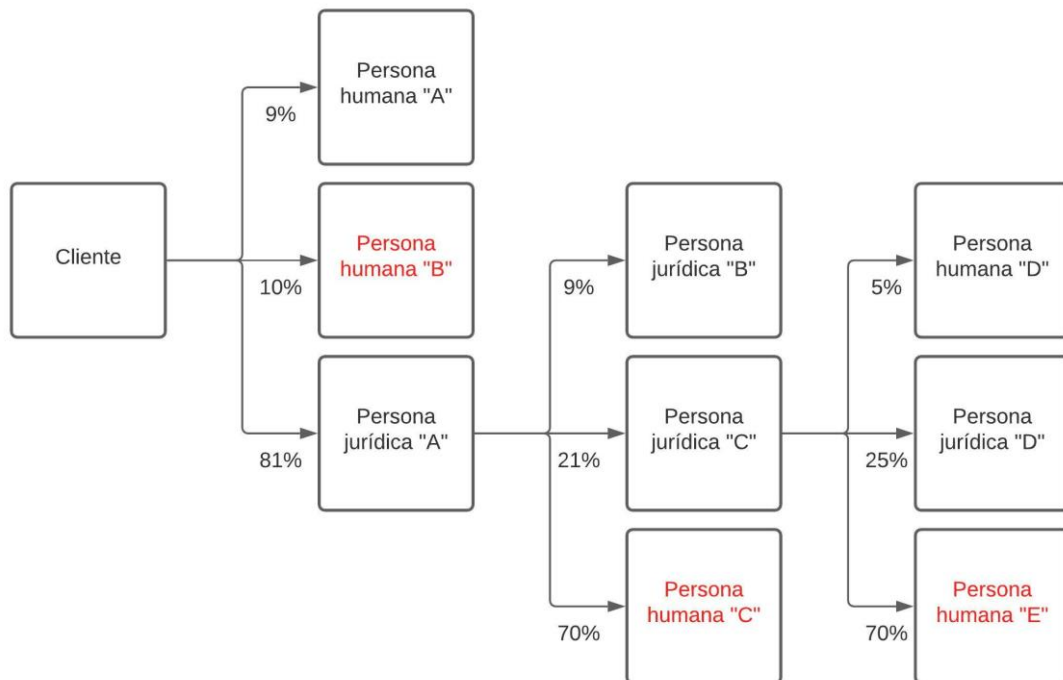 Persona
humana "A"
9%
Cliente
Persona
humana "B"
10%
Persona
jurídica "B"
9%
Persona
humana "D"
5%
Persona
jurídica "A"
81%
Persona
jurídica "C"
21%
Persona
jurídica "D"
25%
Persona
humana "C"
70%
Persona
humana "E"
70%